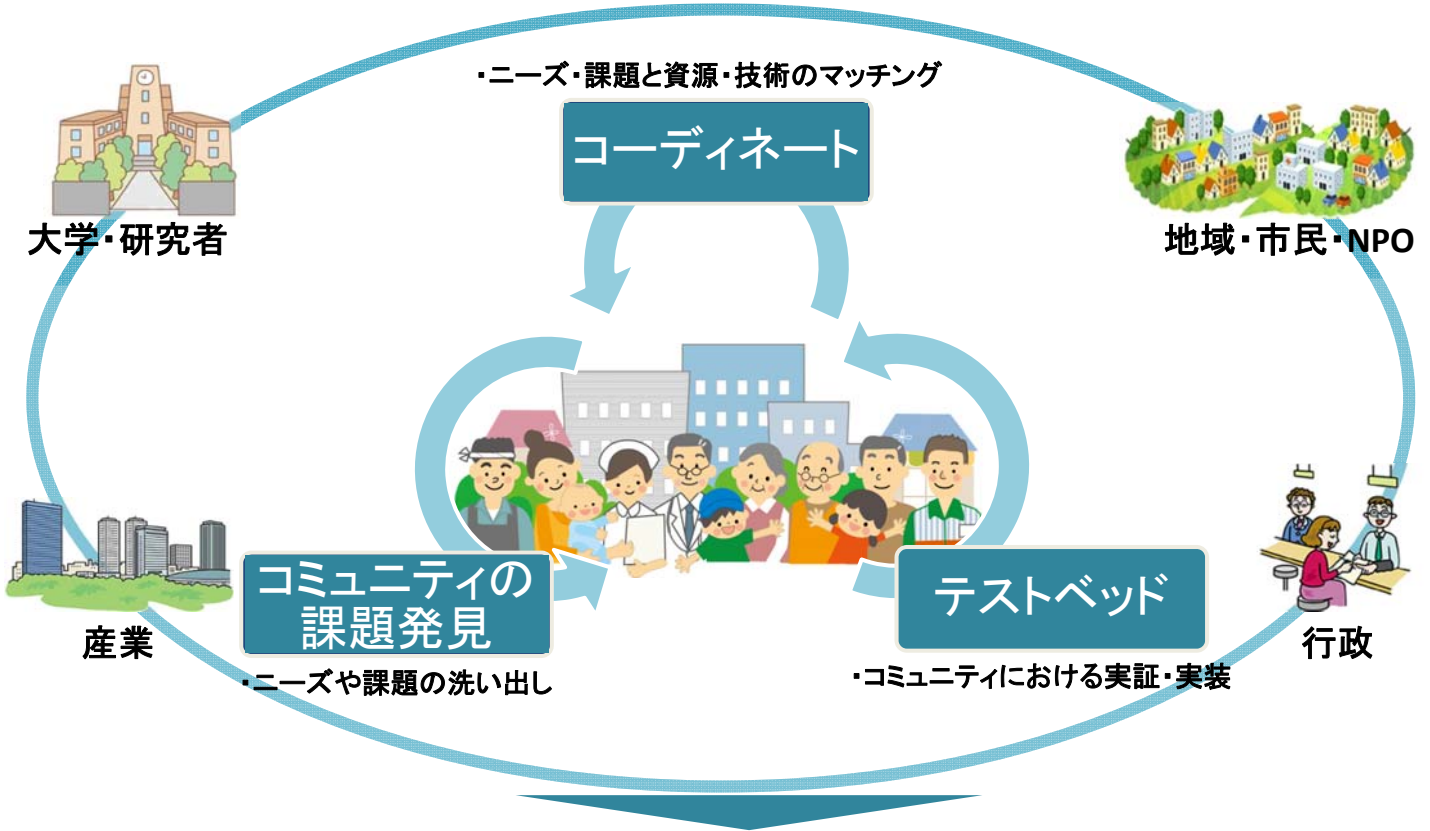 ・ニーズ・課題と資源・技術のマッチング
コーディネート
大学・研究者
地域・市民・NPO
コミュニティの
課題発見
・ニーズや課題の洗い出し
テストベッド
・コミュニティにおける実証・実装
産業
行政